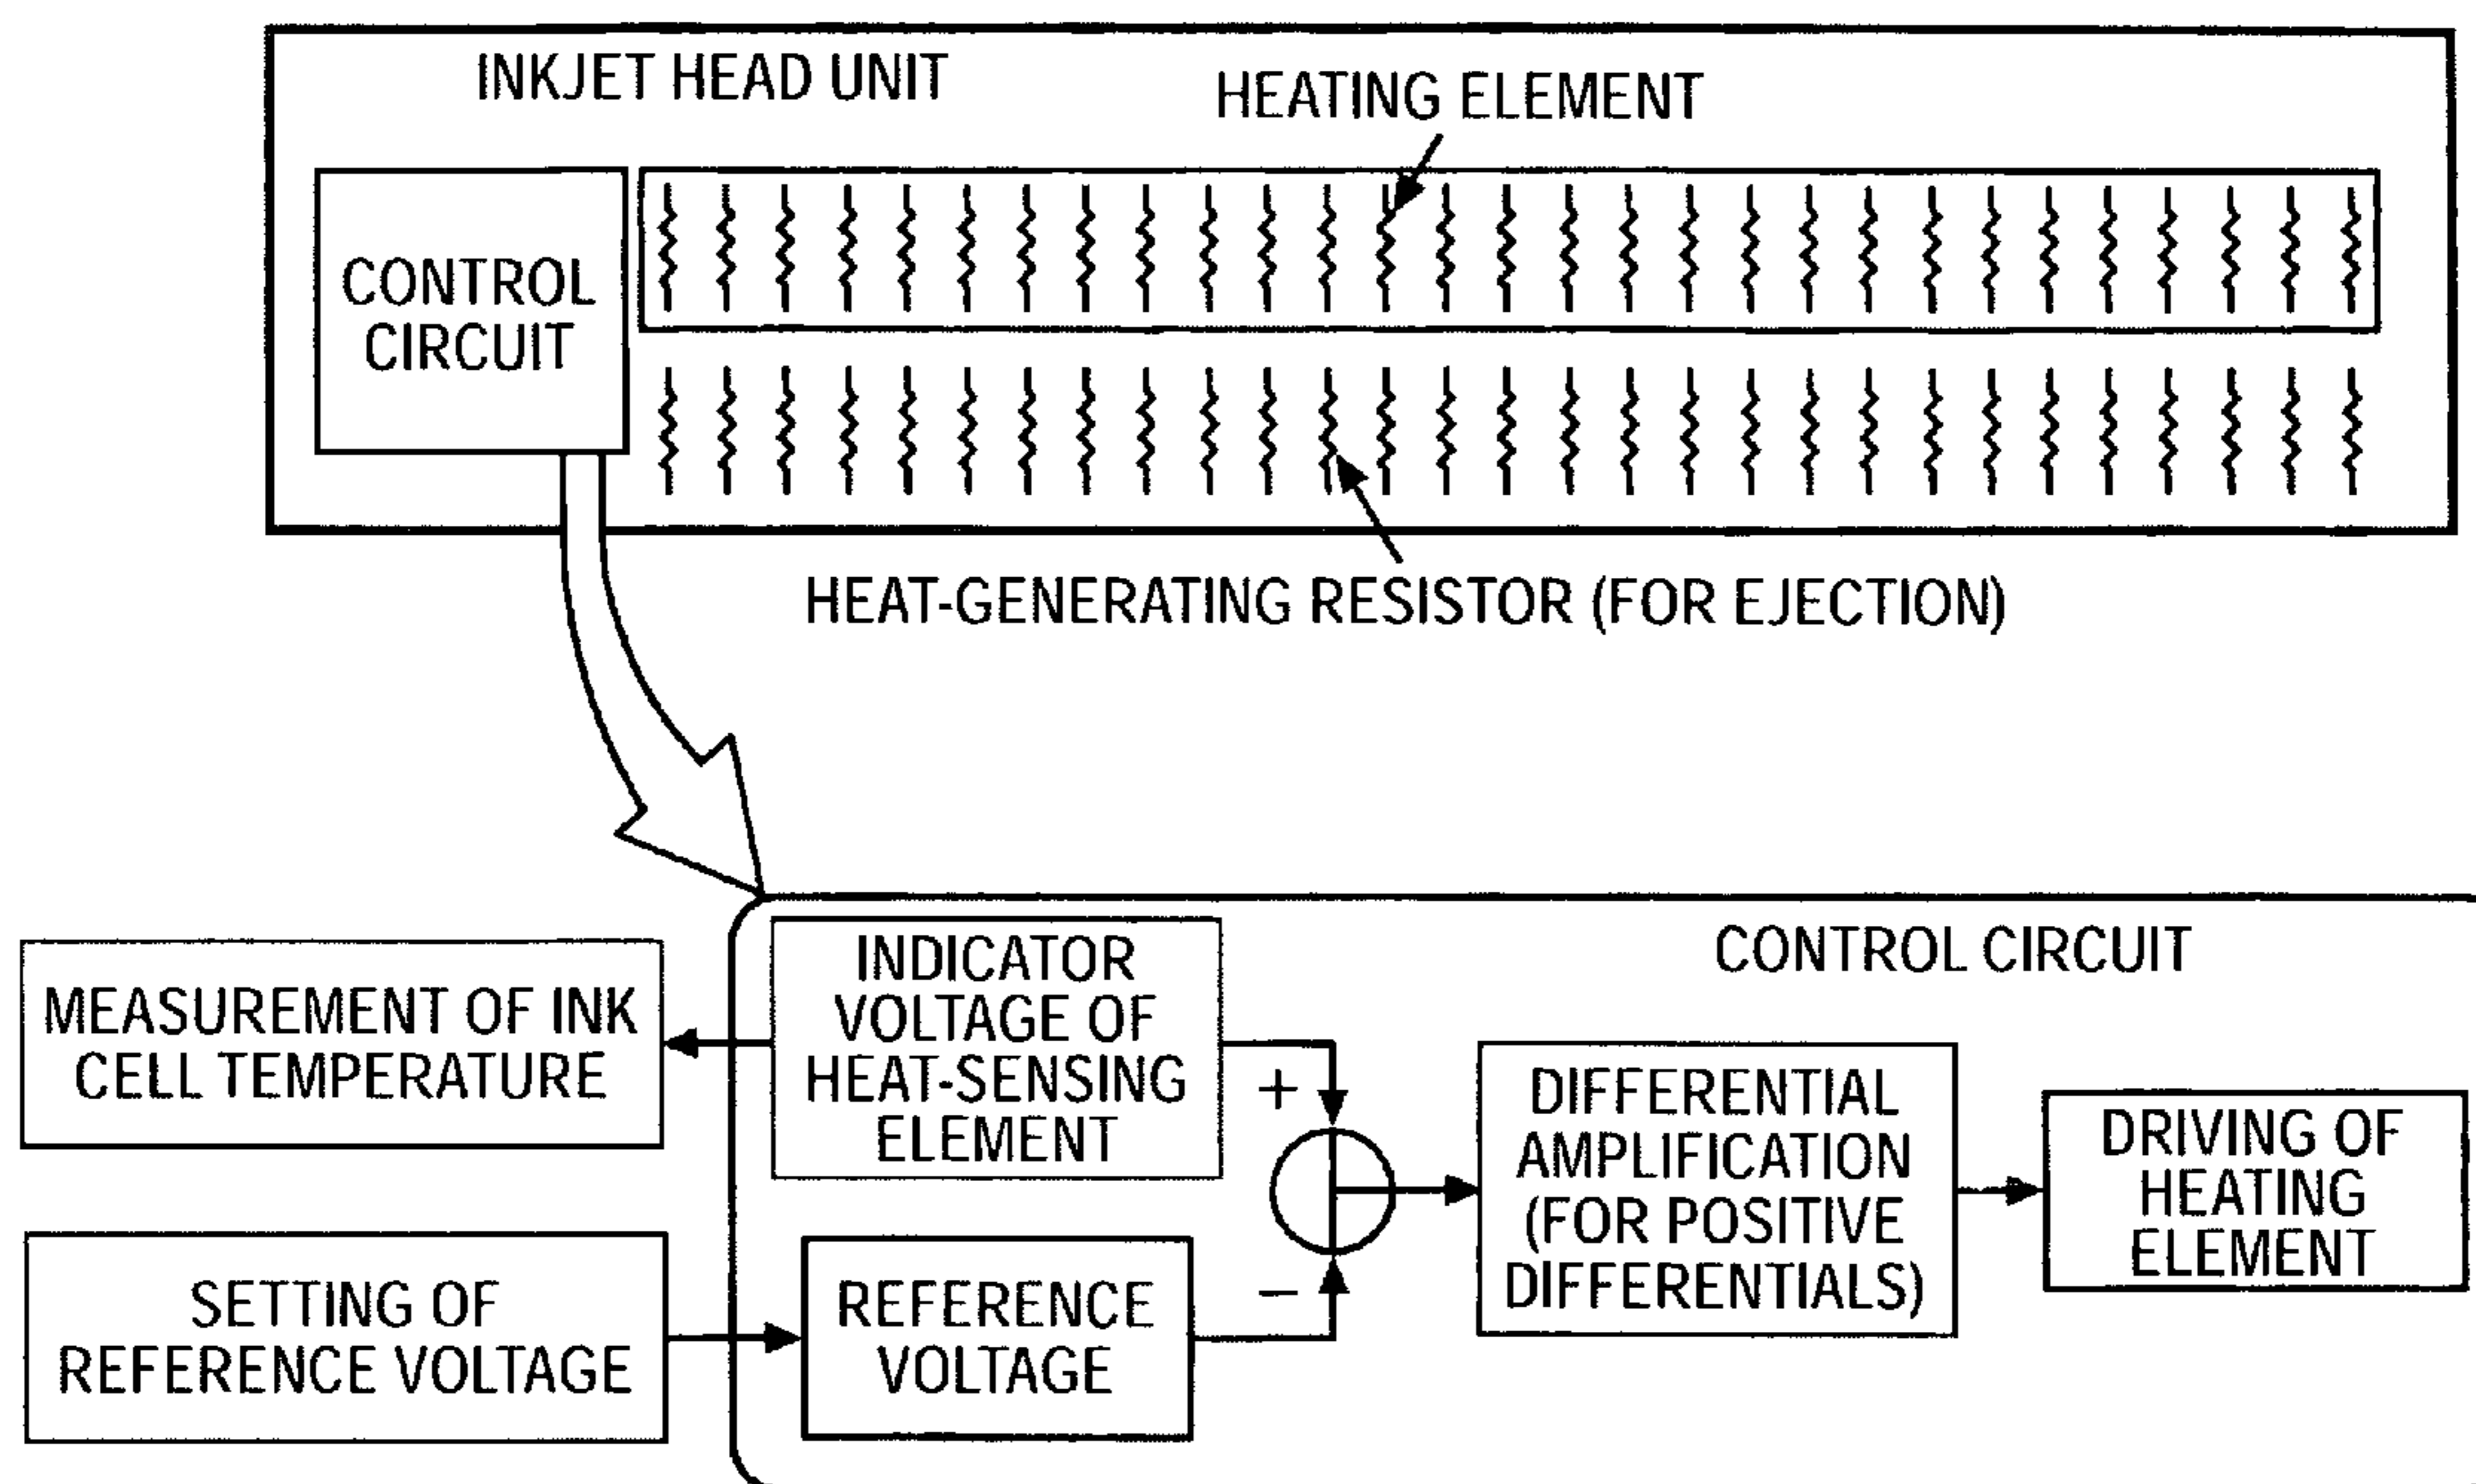 INKJET HEAD UNIT
HEATING ELEMENT
CONTROL
CIRCUIT
HEAT-GENERATING RESISTOR (FOR EJECTION)
CONTROL CIRCUIT
MEASUREMENT OF INK
CELL TEMPERATURE
INDICATOR
VOLTAGE OF
HEAT-SENSING
ELEMENT
+
DIFFERENTIAL
AMPLIFICATION
(FOR POSITIVE
DIFFERENTIALS)
DRIVING OF
HEATING
ELEMENT
SETTING OF
REFERENCE VOLTAGE
REFERENCE
VOLTAGE
−